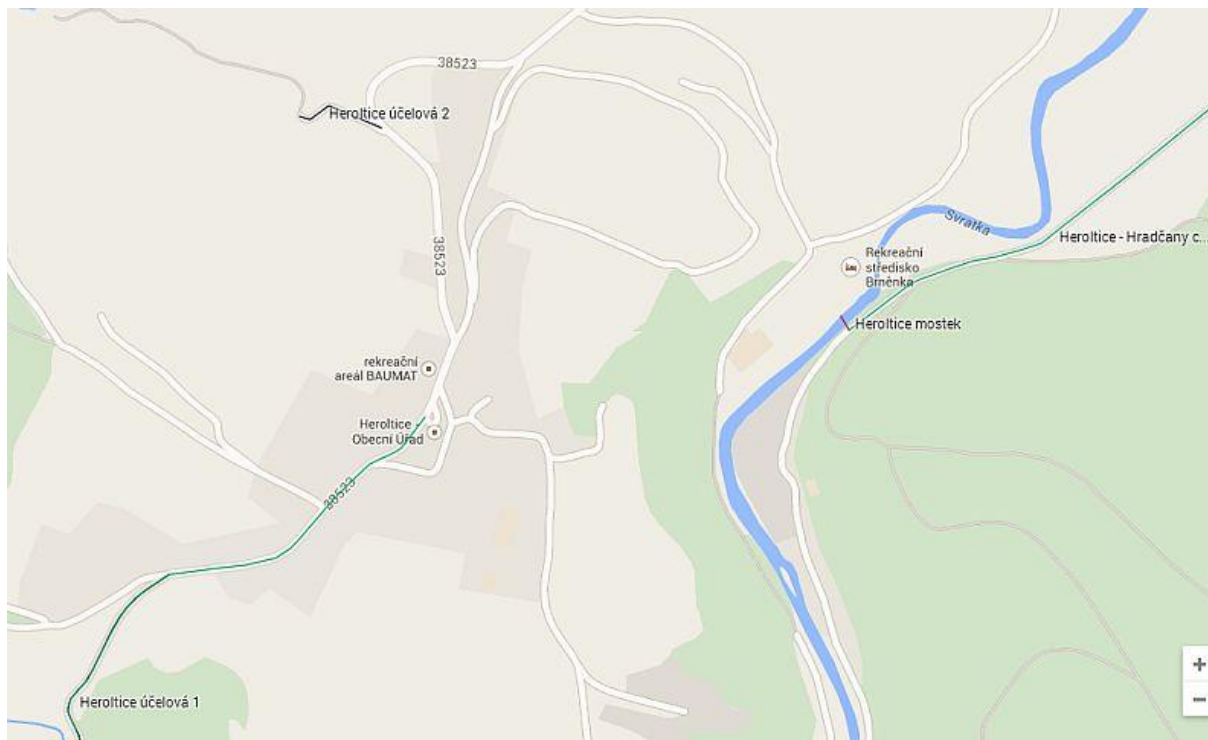 38523
Heroltice účelová 2
Svratka
Heroltice - Hradčany c...
38523
Rekreační
středisko
Brněnka
Heroltice mostek
rekreační
areál BAUMAT
Heroltice -
Obecní Úřad
38523
Heroltice účelová 1
+
−